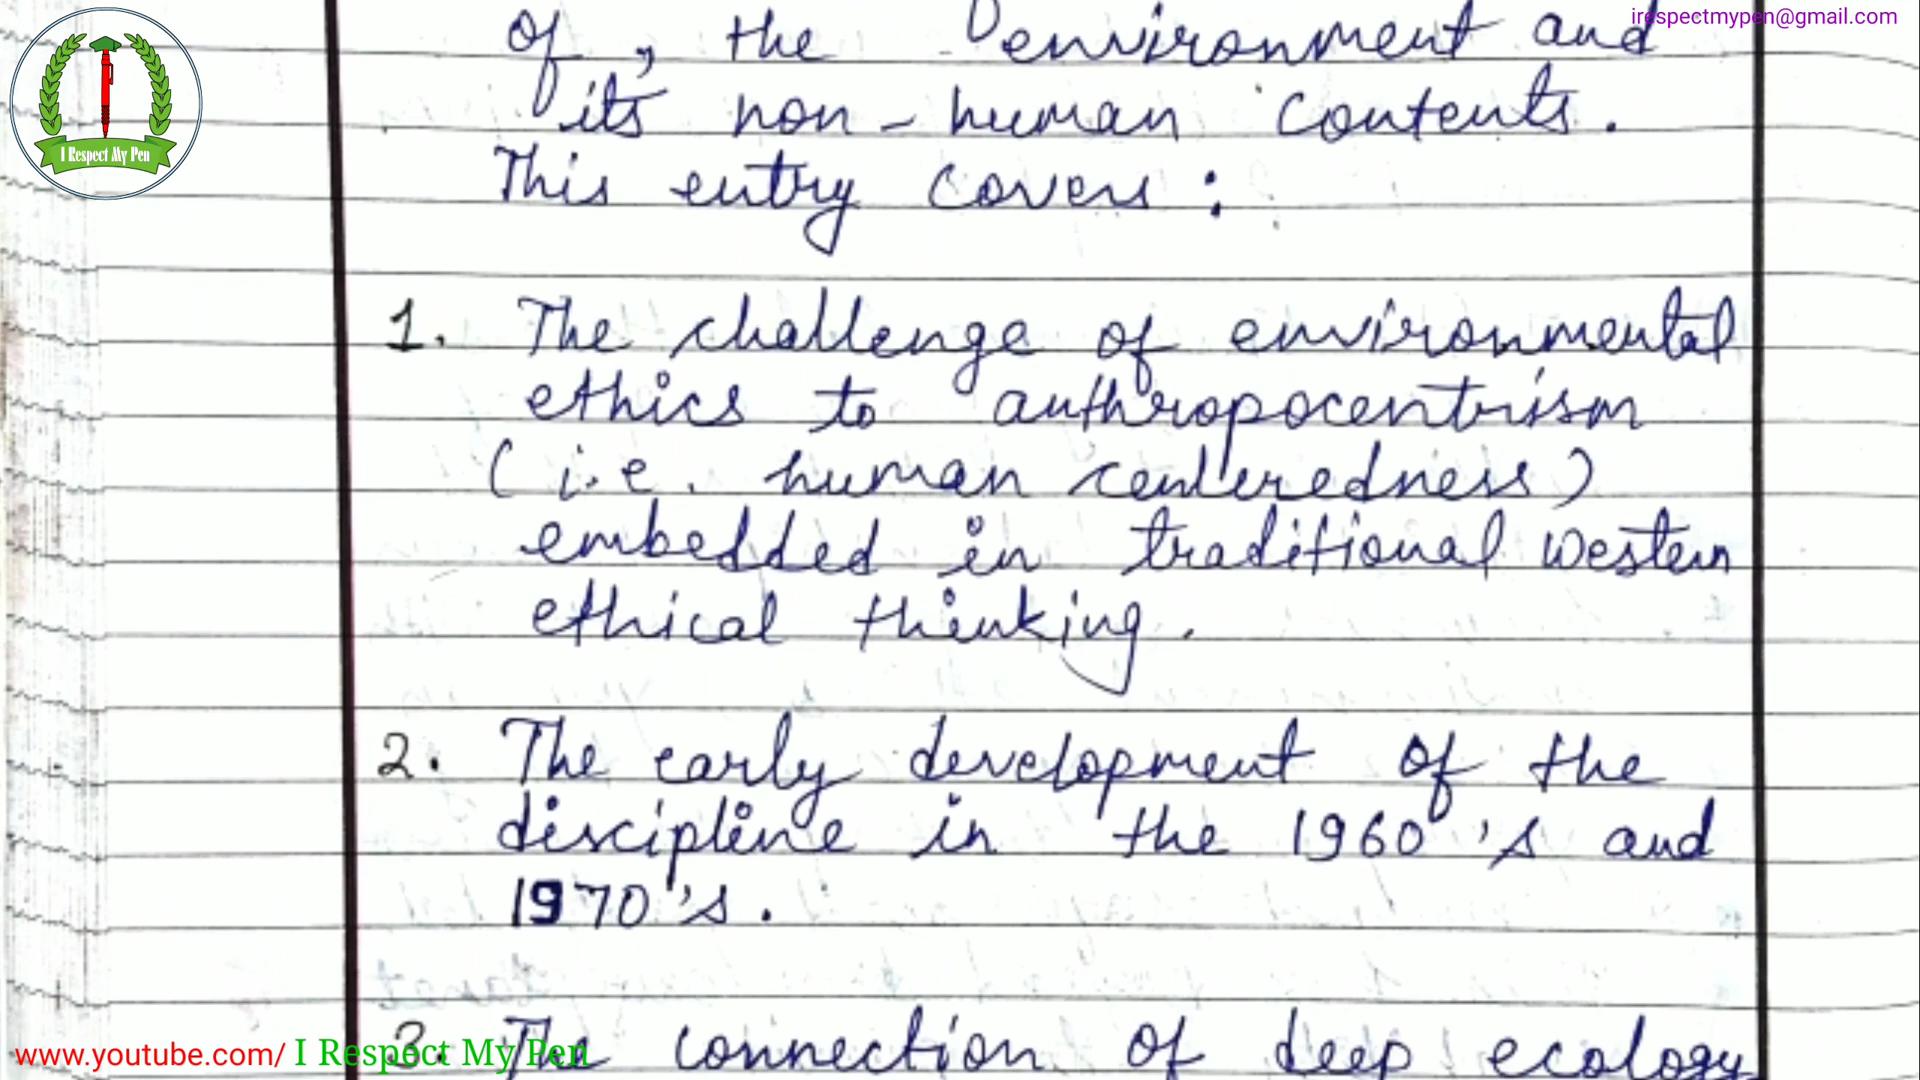 irespectmypen@gmail.com
of, the environment and
its non-human contents.
This entry covers :
1. The challenge of environmental
ethics to anthropocentrism
(i.e. human centeredness)
embedded in traditional western
ethical thinking.
2. The early development of the
discipline in the 1960's and
1970's.
3. The connection of deep ecology
I Respect My Pen
www.youtube.com/ I Respect My Pen